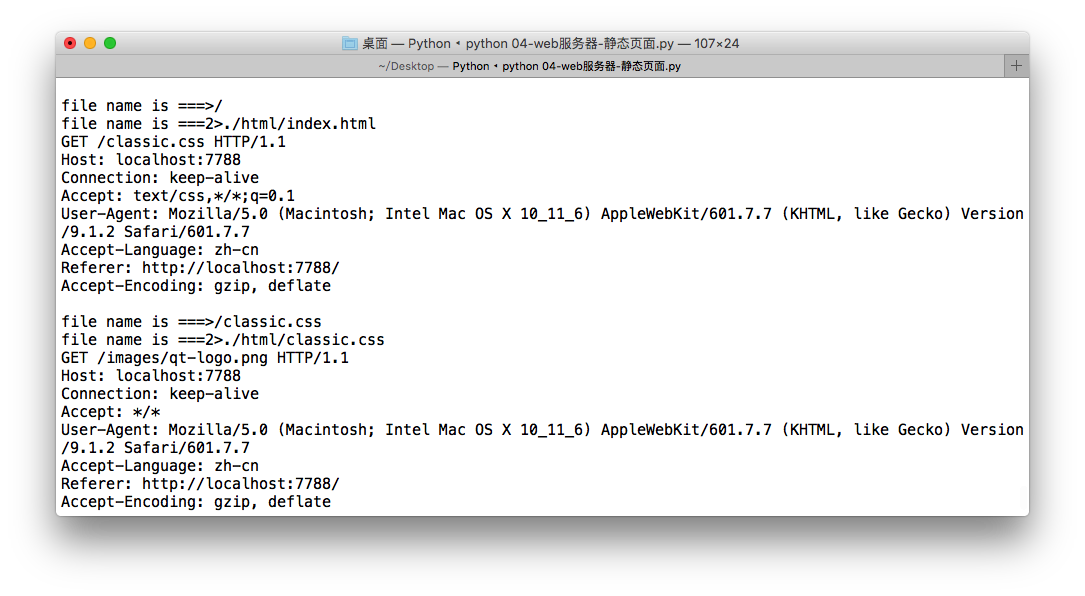 桌面 — Python ◂ python 04-web服务器-静态页面.py — 107×24
~/Desktop — Python ◂ python 04-web服务器-静态页面.py
file name is ===>/
file name is ===2>./html/index.html
GET /classic.css HTTP/1.1
Host: localhost:7788
Connection: keep-alive
Accept: text/css,*/*;q=0.1
User-Agent: Mozilla/5.0 (Macintosh; Intel Mac OS X 10_11_6) AppleWebKit/601.7.7 (KHTML, like Gecko) Version
/9.1.2 Safari/601.7.7
Accept-Language: zh-cn
Referer: http://localhost:7788/
Accept-Encoding: gzip, deflate
file name is ===>/classic.css
file name is ===2>./html/classic.css
GET /images/qt-logo.png HTTP/1.1
Host: localhost:7788
Connection: keep-alive
Accept: */*
User-Agent: Mozilla/5.0 (Macintosh; Intel Mac OS X 10_11_6) AppleWebKit/601.7.7 (KHTML, like Gecko) Version
/9.1.2 Safari/601.7.7
Accept-Language: zh-cn
Referer: http://localhost:7788/
Accept-Encoding: gzip, deflate